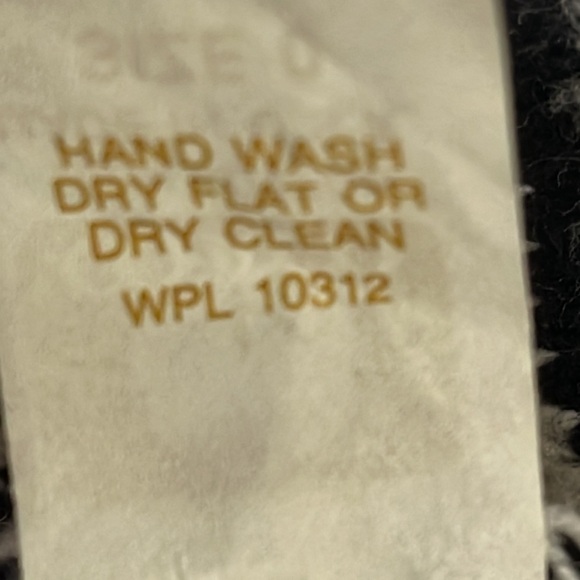 HAND WASH
DRY FLAT OR
DRY CLEAN
WPL 10312